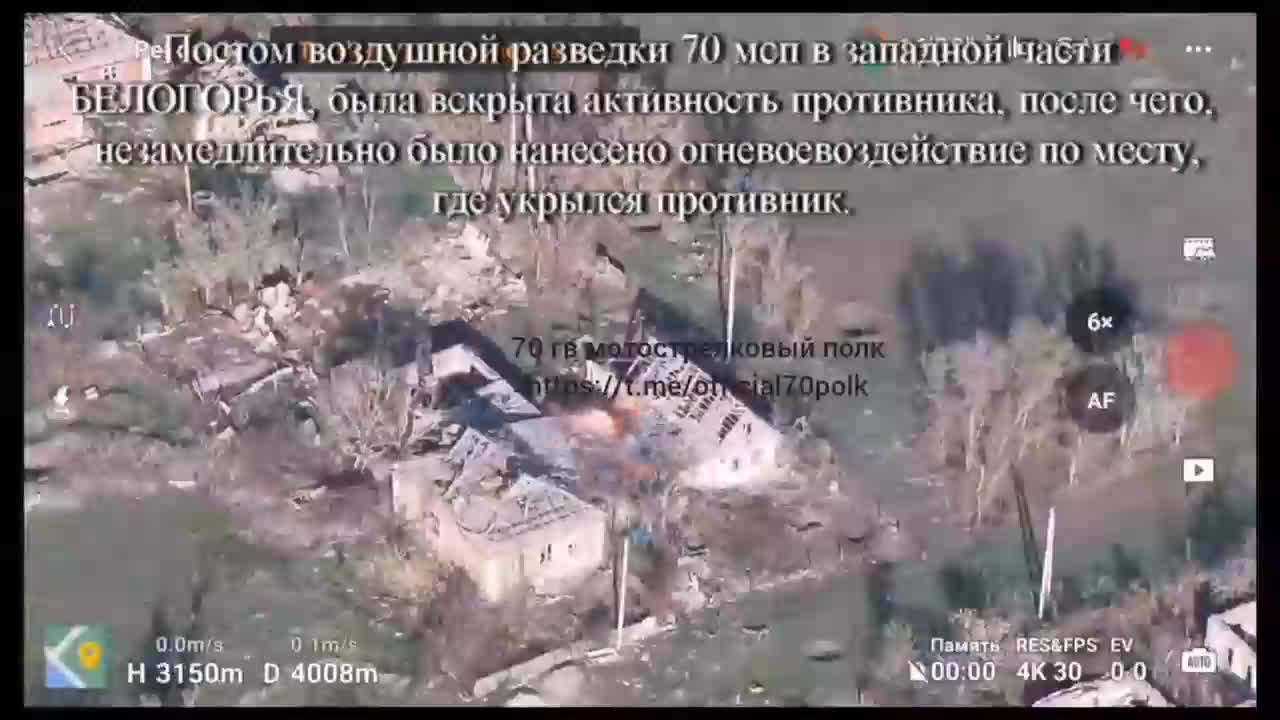 Постом воздушной разведки 70 мсп в западной части
БЕЛОГОРЬЯ, была вскрыта активность противника, после чего,
незамедлительно было нанесено огневоевоздействие по месту,
где укрылся противник.
6×
70 гв мотострелковый полк
https://t.me/official70polk
AF
0.0m/s 0.1m/s
H 3150m D 4008m
Память RES&FPS EV
00:00 4K 30 -0.0
AUTO